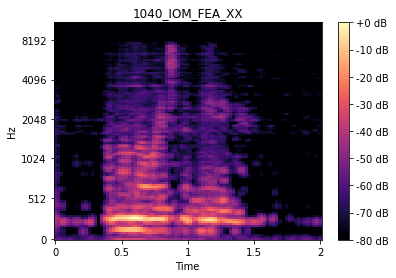 1040_IOM_FEA_XX
+0 dB
8192
-10 dB
4096
-20 dB
-30 dB
2048
Hz
-40 dB
1024
-50 dB
512
-60 dB
-70 dB
0
-80 dB
0 0.5 1 1.5 2
Time